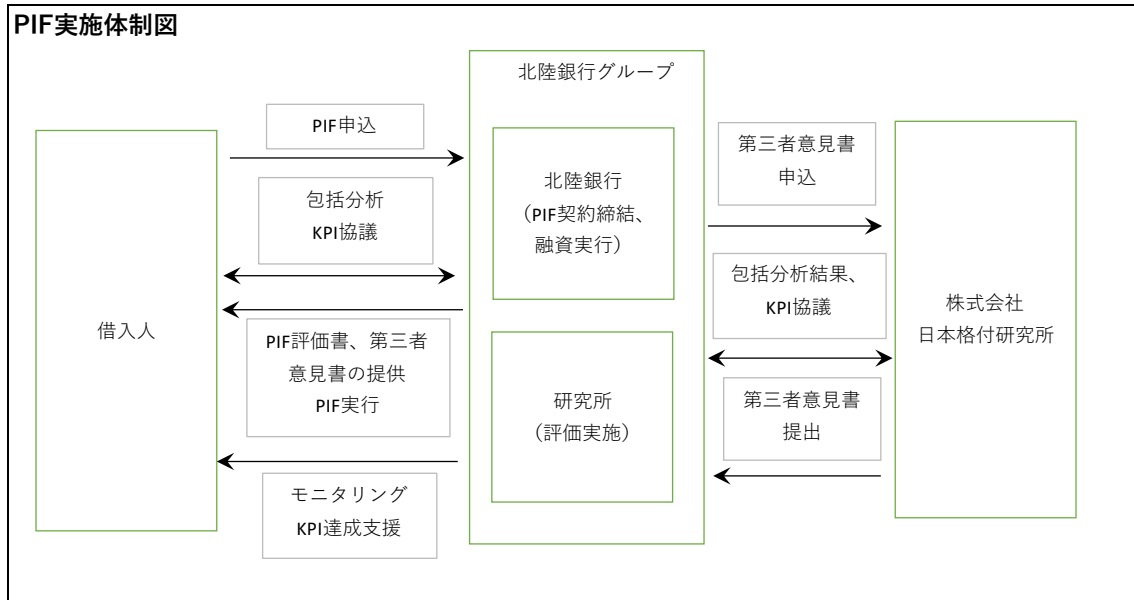 PIF実施体制図
北陸銀行グループ
PIF申込
包括分析
KPI協議
PIF評価書、第三者
意見書の提供
PIF実行
モニタリング
KPI達成支援
借入人
北陸銀行
（PIF契約締結、
融資実行）
研究所
（評価実施）
第三者意見書
申込
包括分析結果、
KPI協議
第三者意見書
提出
株式会社
日本格付研究所